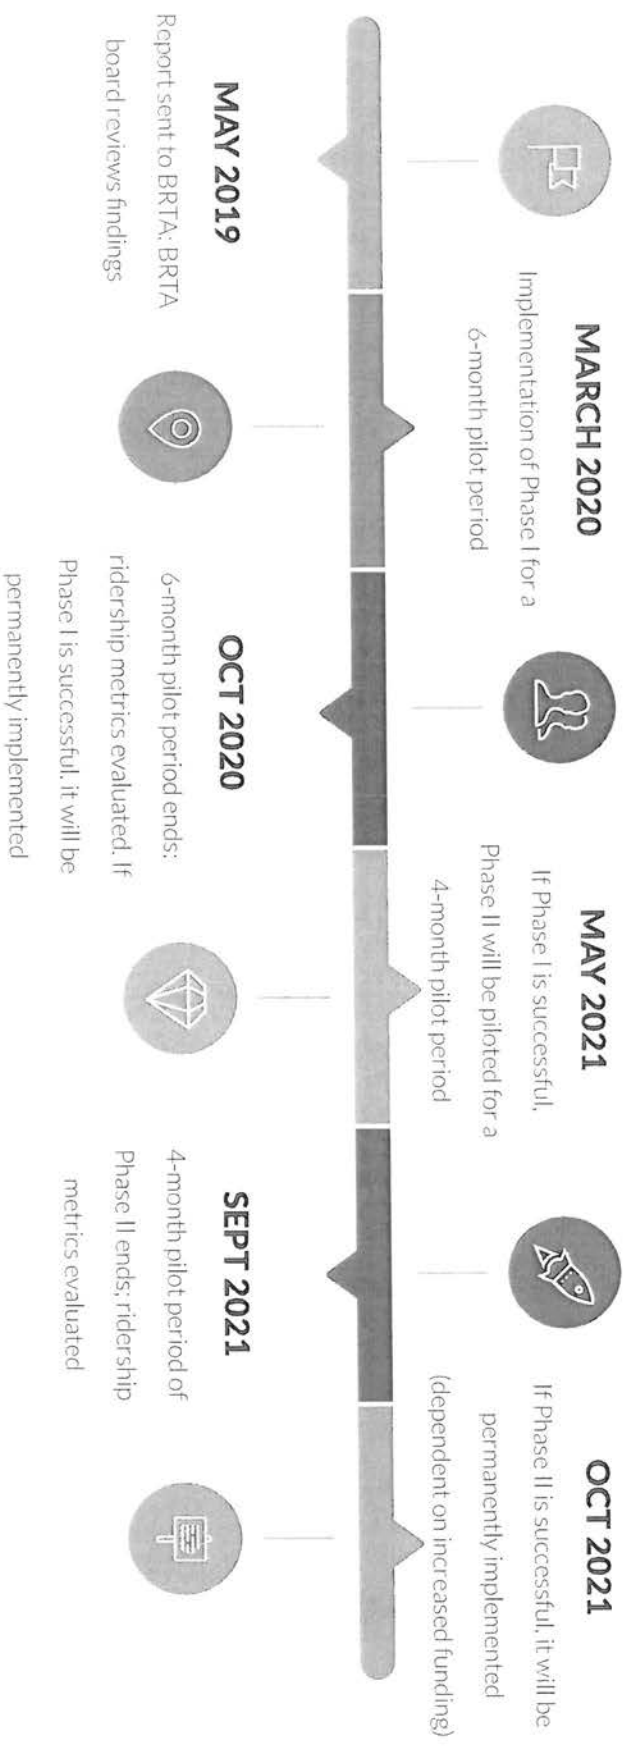 MAY 2019
Report sent to BRTA; BRTA
board reviews findings
MARCH 2020
Implementation of Phase I for a
6-month pilot period
OCT 2020
6-month pilot period ends;
ridership metrics evaluated. If
Phase I is successful, it will be
permanently implemented
MAY 2021
If Phase I is successful,
Phase II will be piloted for a
4-month pilot period
SEPT 2021
4-month pilot period of
Phase II ends; ridership
metrics evaluated
OCT 2021
If Phase II is successful, it will be
permanently implemented
(dependent on increased funding)